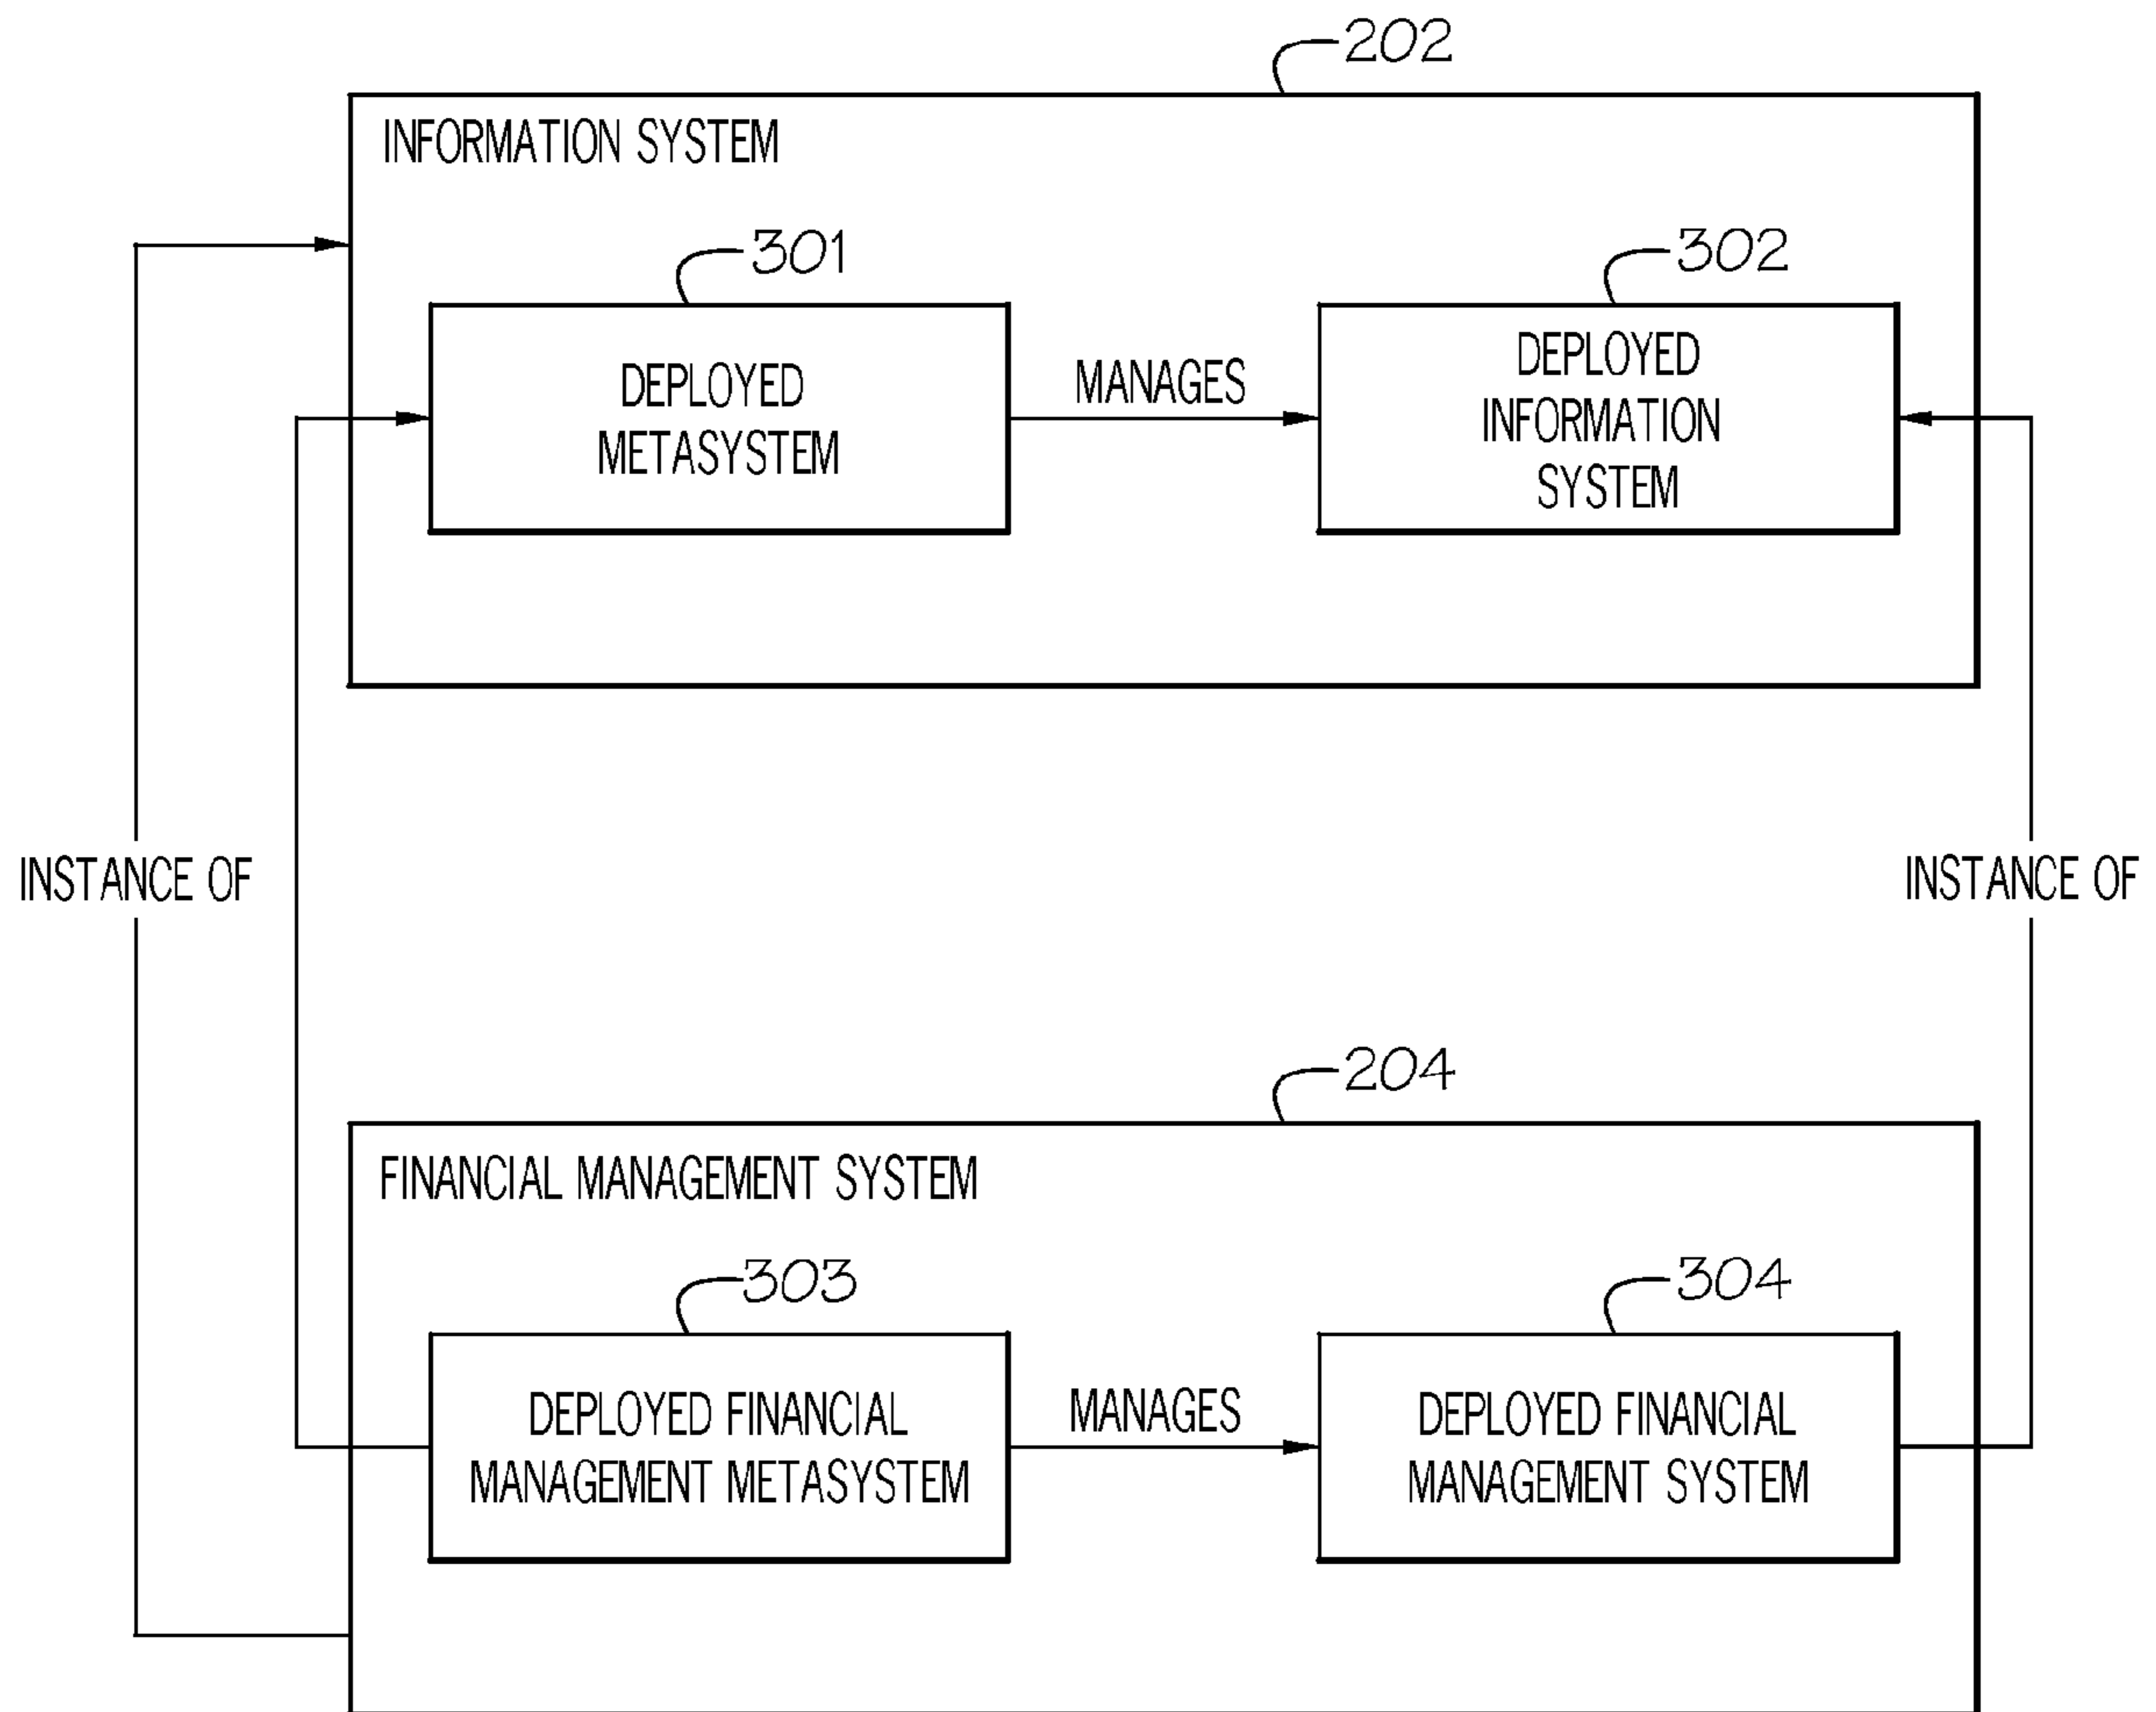 202
INFORMATION SYSTEM
301
302
DEPLOYED
METASYSTEM
MANAGES
DEPLOYED
INFORMATION
SYSTEM
INSTANCE OF
INSTANCE OF
204
FINANCIAL MANAGEMENT SYSTEM
303
304
DEPLOYED FINANCIAL
MANAGEMENT METASYSTEM
MANAGES
DEPLOYED FINANCIAL
MANAGEMENT SYSTEM